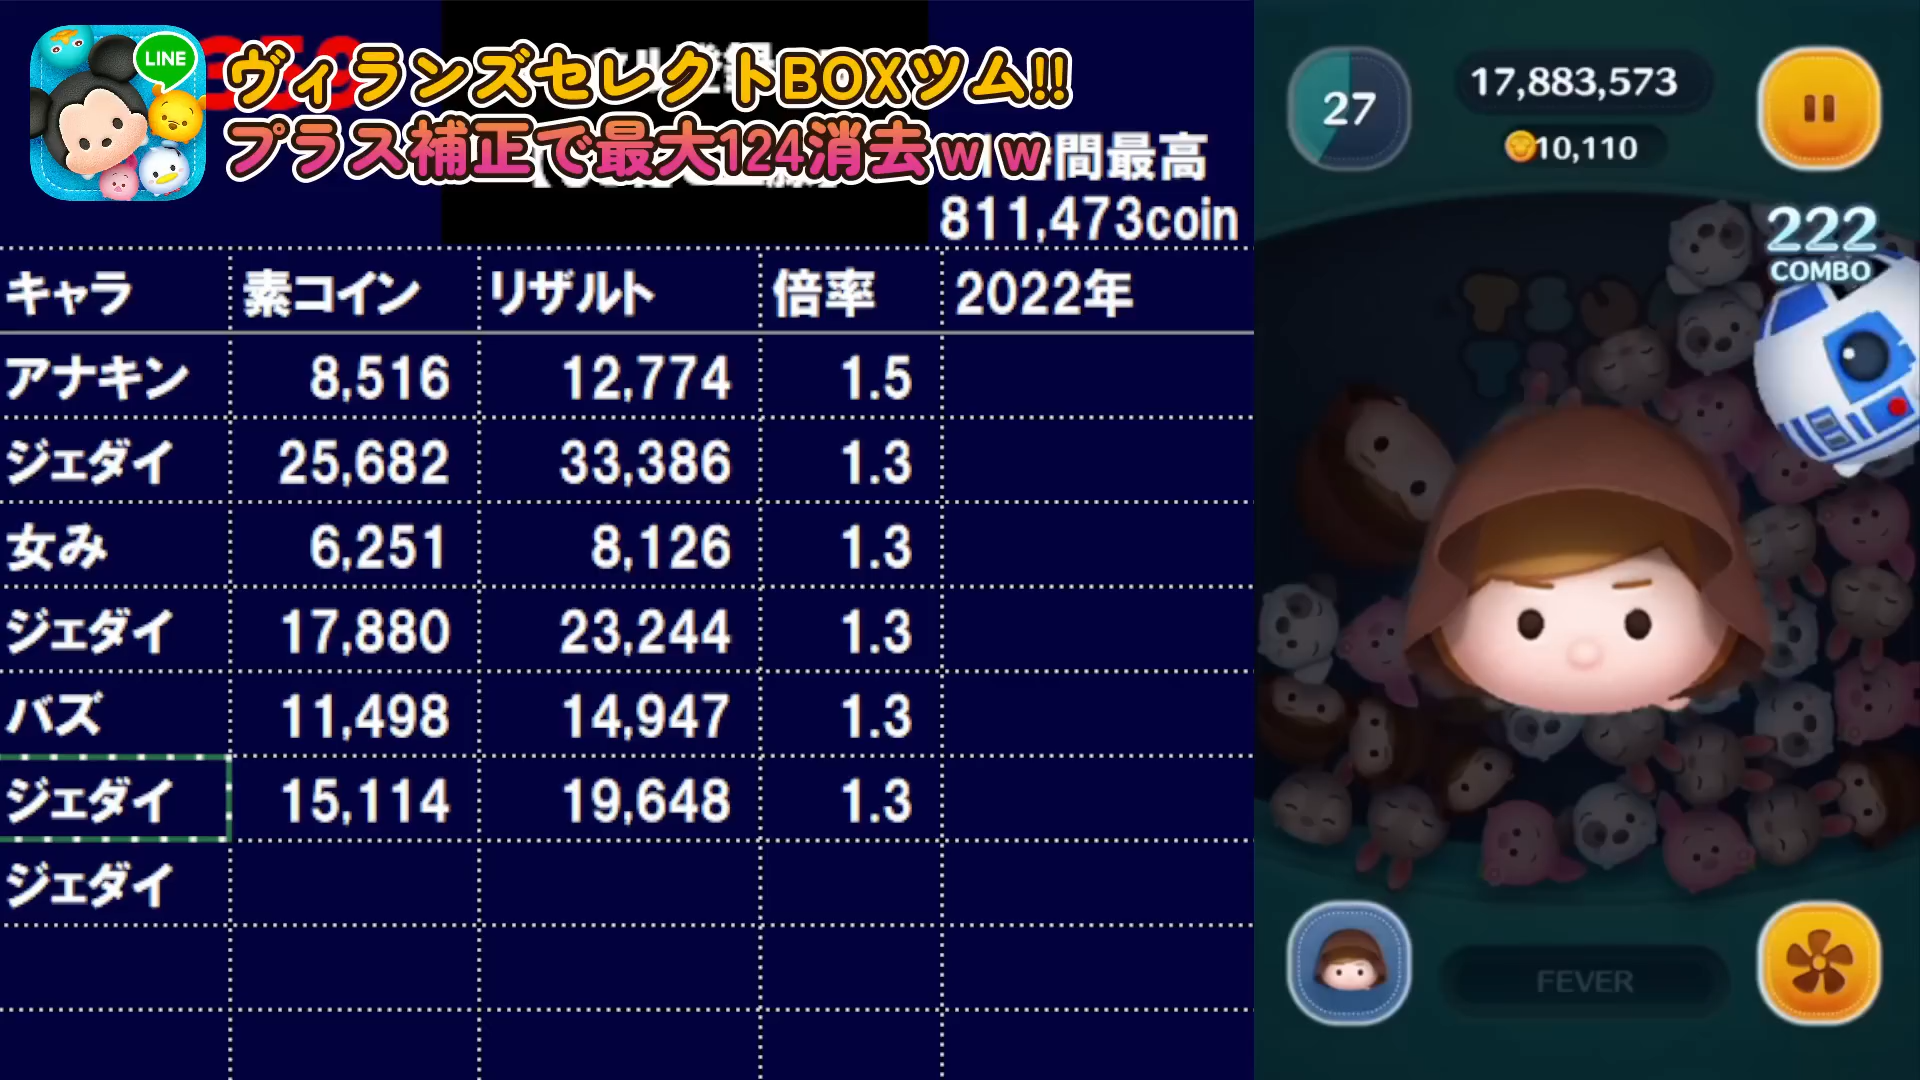 LINE
ヴィランズセレクトBOXツム!!
プラス補正で最大124消去ｗｗ
間最高
811,473coin
キャラ 素コイン リザルト 倍率 2022年
アナキン 8,516 12,774 1.5
ジェダイ 25,682 33,386 1.3
女み 6,251 8,126 1.3
ジェダイ 17,880 23,244 1.3
バズ 11,498 14,947 1.3
ジェダイ 15,114 19,648 1.3
ジェダイ
27
17,883,573
10,110
222
COMBO
FEVER